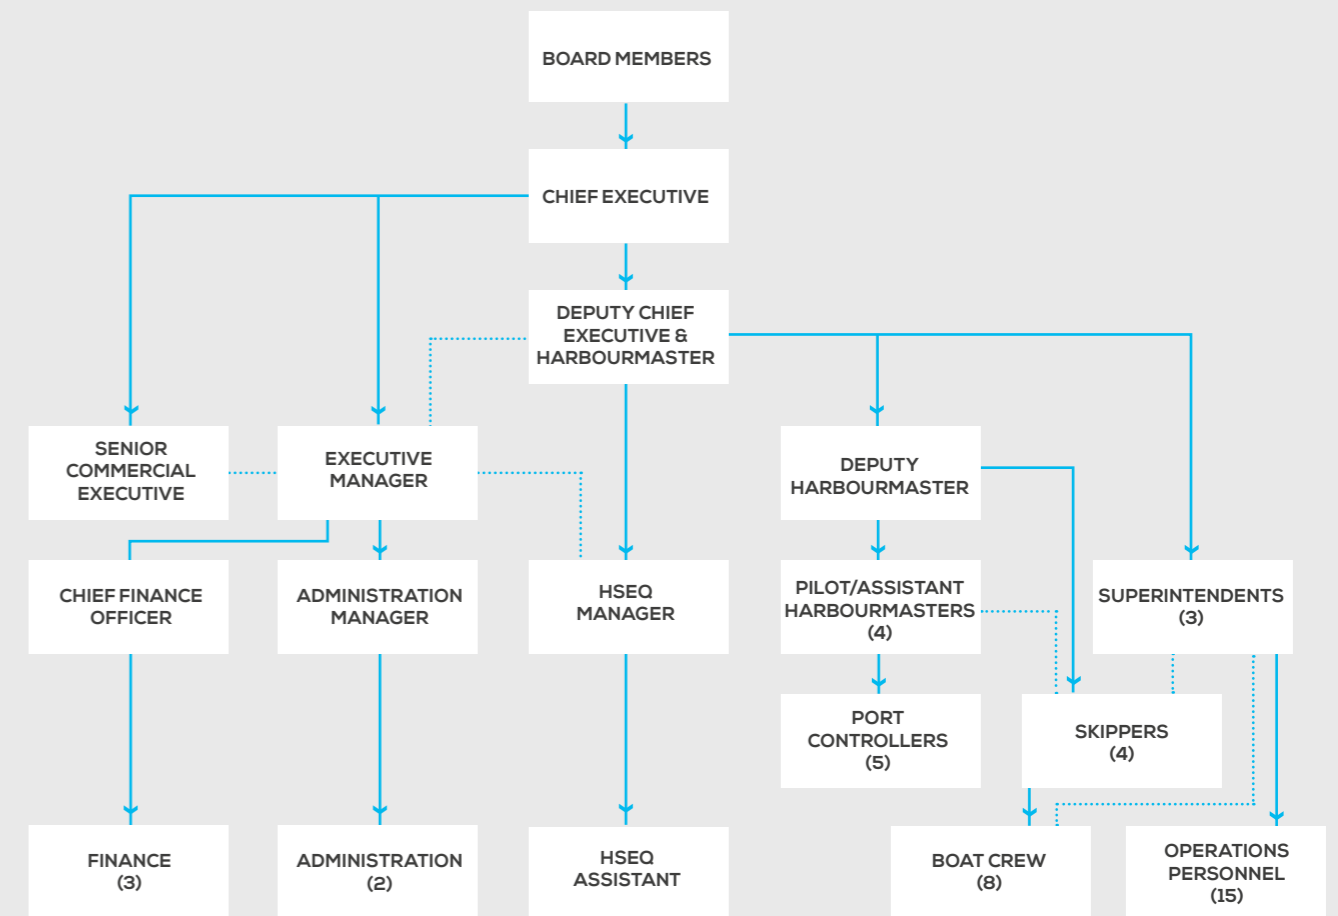 BOARD MEMBERS
CHIEF EXECUTIVE
DEPUTY CHIEF
EXECUTIVE &
HARBOURMASTER
SENIOR
COMMERCIAL
EXECUTIVE
EXECUTIVE
MANAGER
DEPUTY
HARBOURMASTER
CHIEF FINANCE
OFFICER
ADMINISTRATION
MANAGER
HSEQ
MANAGER
PILOT/ASSISTANT
HARBOURMASTERS
(4)
SUPERINTENDENTS
(3)
PORT
CONTROLLERS
(5)
SKIPPERS
(4)
FINANCE
(3)
ADMINISTRATION
(2)
HSEQ
ASSISTANT
BOAT CREW
(8)
OPERATIONS
PERSONNEL
(15)